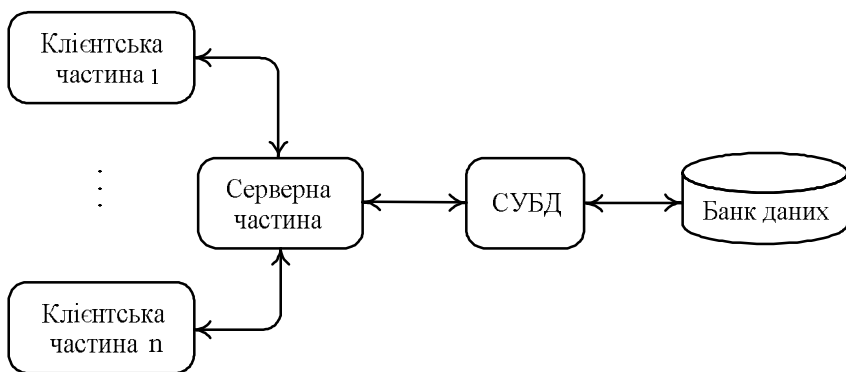 Клієнтська
частина 1
Серверна
частина
СУБД
Банк даних
Клієнтська
частина n